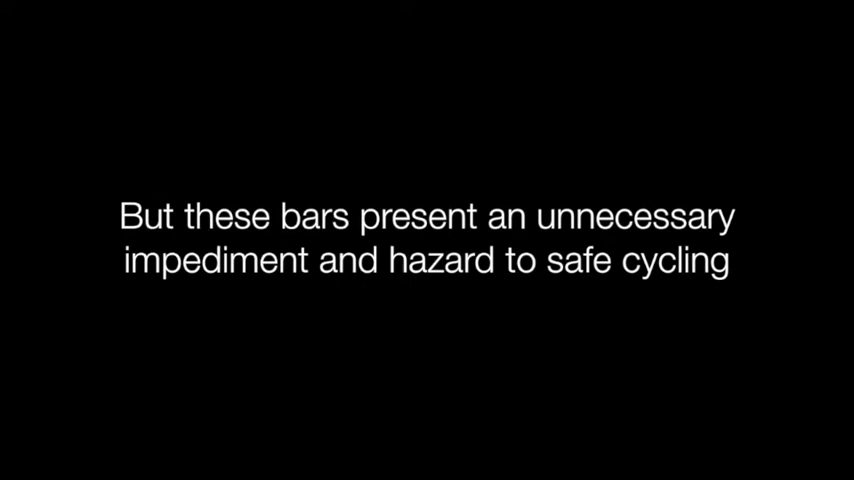 But these bars present an unnecessary
impediment and hazard to safe cycling